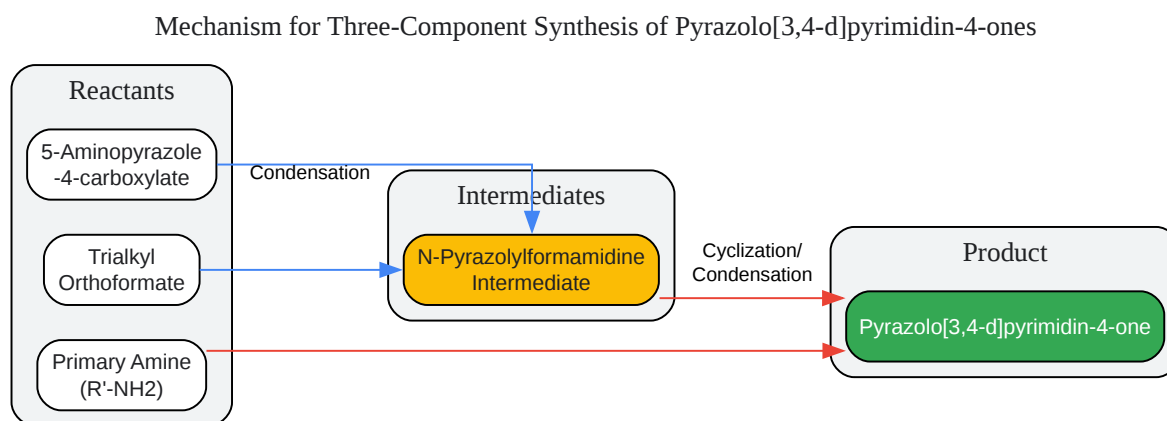 Mechanism for Three-Component Synthesis of Pyrazolo[3,4-d]pyrimidin-4-ones
Reactants
5-Aminopyrazole
-4-carboxylate
Condensation
Trialkyl
Orthoformate
Primary Amine
(R'-NH2)
Intermediates
N-Pyrazolylformamidine
Intermediate
Cyclization/
Condensation
Product
Pyrazolo[3,4-d]pyrimidin-4-one